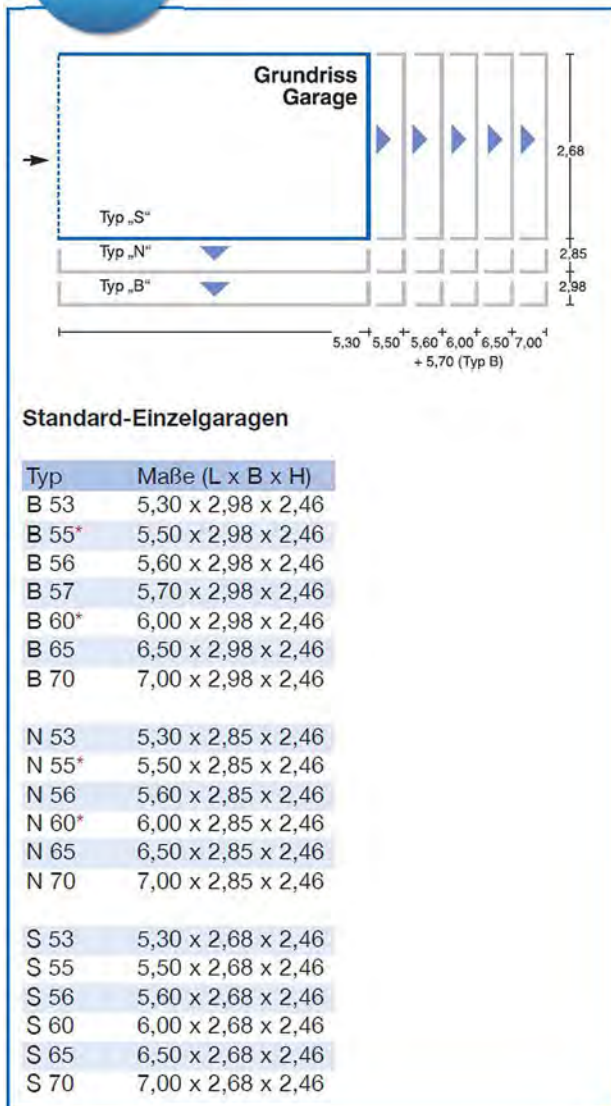 Grundriss
Garage
2,68
Typ „S“
Typ „N“
2,85
Typ „B“
2,98
5,30 5,50 5,60 6,00 6,50 7,00
+ 5,70 (Typ B)
Standard-Einzelgaragen
Typ Maße (L x B x H)
B 53 5,30 x 2,98 x 2,46
B 55* 5,50 x 2,98 x 2,46
B 56 5,60 x 2,98 x 2,46
B 57 5,70 x 2,98 x 2,46
B 60* 6,00 x 2,98 x 2,46
B 65 6,50 x 2,98 x 2,46
B 70 7,00 x 2,98 x 2,46
N 53 5,30 x 2,85 x 2,46
N 55* 5,50 x 2,85 x 2,46
N 56 5,60 x 2,85 x 2,46
N 60* 6,00 x 2,85 x 2,46
N 65 6,50 x 2,85 x 2,46
N 70 7,00 x 2,85 x 2,46
S 53 5,30 x 2,68 x 2,46
S 55 5,50 x 2,68 x 2,46
S 56 5,60 x 2,68 x 2,46
S 60 6,00 x 2,68 x 2,46
S 65 6,50 x 2,68 x 2,46
S 70 7,00 x 2,68 x 2,46